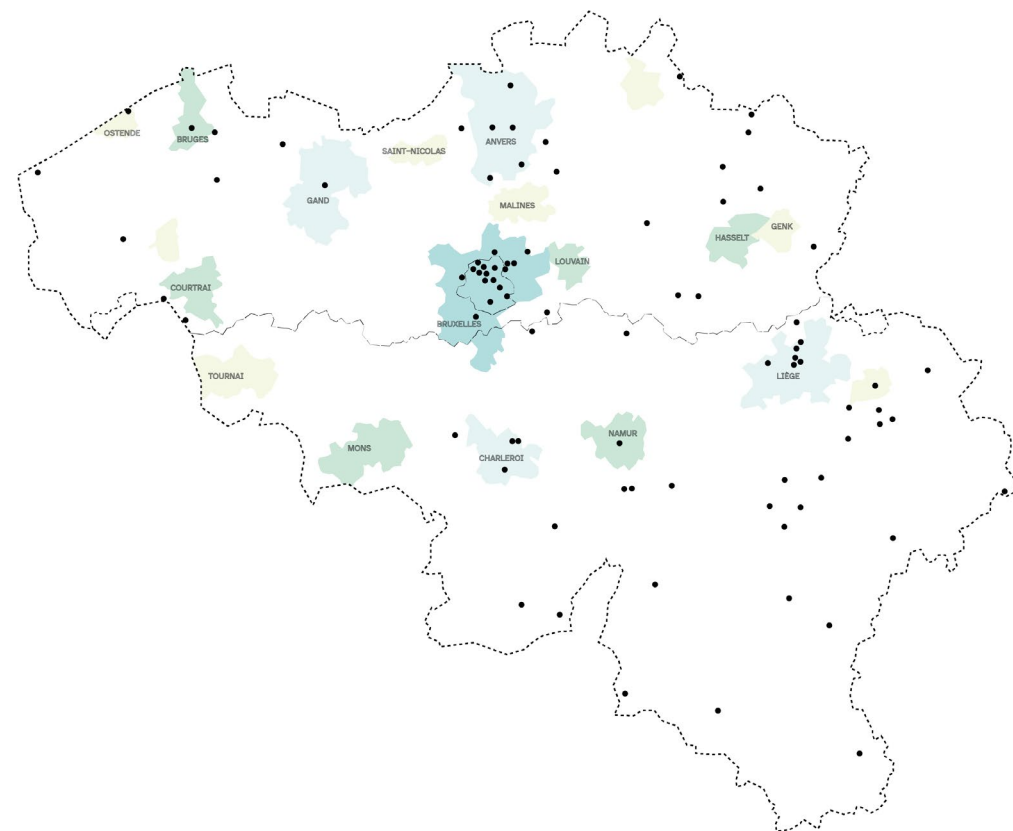 OSTENDE
BRUGES
ANVERS
SAINT-NICOLAS
GAND
MALINES
GENK
HASSELT
LOUVAIN
COURTRAI
BRUXELLES
TOURNAI
LIÈGE
NAMUR
MONS
CHARLEROI